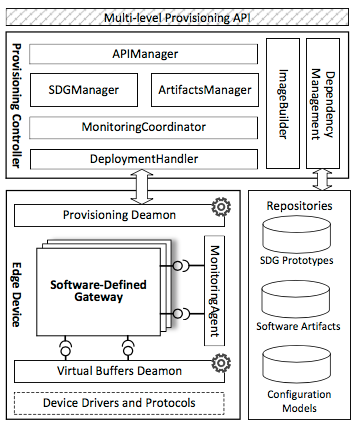 Multi-level Provisioning API
Provisioning Controller
APIManager
SDGManager
ArtifactsManager
MonitoringCoordinator
DeploymentHandler
ImageBuilder
Dependency
Management
Edge Device
Provisioning Deamon
Software-Defined
Gateway
MonitoringAgent
Virtual Buffers Deamon
Device Drivers and Protocols
Repositories
SDG Prototypes
Software Artifacts
Configuration
Models